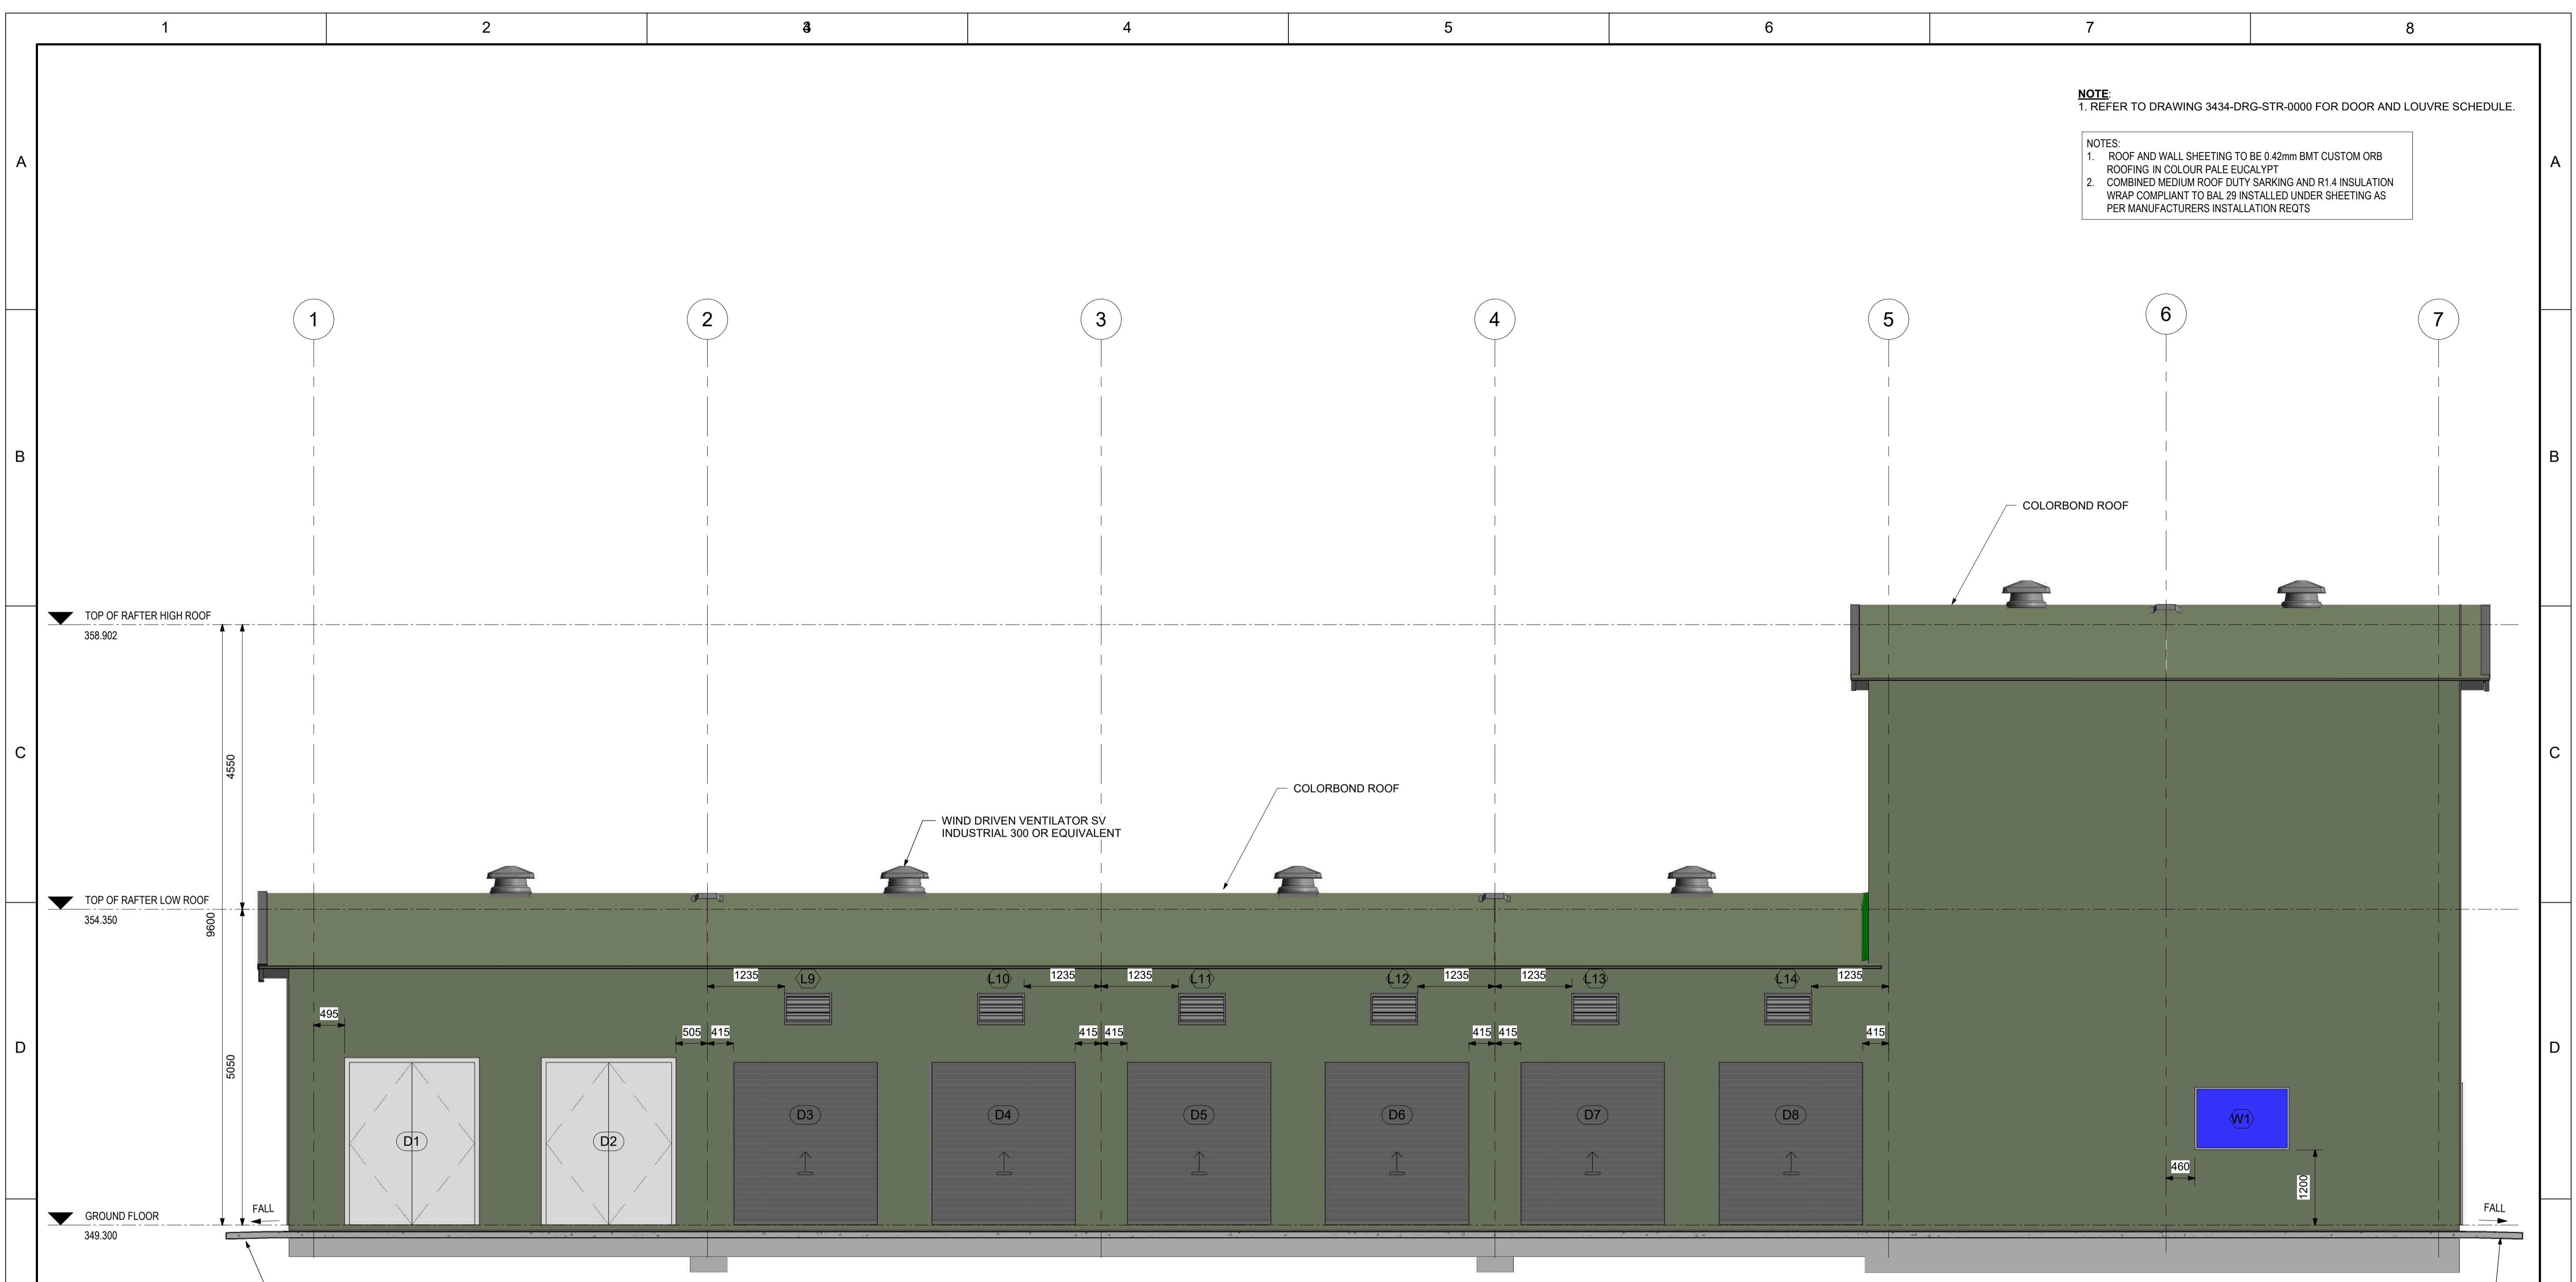 1 2 3 4 5 6 7 8
NOTE:
1. REFER TO DRAWING 3434-DRG-STR-0000 FOR DOOR AND LOUVRE SCHEDULE.
NOTES:
1. ROOF AND WALL SHEETING TO BE 0.42mm BMT CUSTOM ORB
ROOFING IN COLOUR PALE EUCALYPT
2. COMBINED MEDIUM ROOF DUTY SARKING AND R1.4 INSULATION
WRAP COMPLIANT TO BAL 29 INSTALLED UNDER SHEETING AS
PER MANUFACTURERS INSTALLATION REQTS
A A
1 2 3 4 5 6 7
B B
COLORBOND ROOF
TOP OF RAFTER HIGH ROOF
358.902
C C
4550
COLORBOND ROOF
WIND DRIVEN VENTILATOR SV
INDUSTRIAL 300 OR EQUIVALENT
TOP OF RAFTER LOW ROOF
354.350
9600
1235 L9 L10 1235 1235 L11 L12 1235 1235 L13 L14 1235
495
505 415 415 415 415 415 415
D D
5050
D3 D4 D5 D6 D7 D8
W1
D1 D2
460
1200
FALL FALL
GROUND FLOOR
349.300